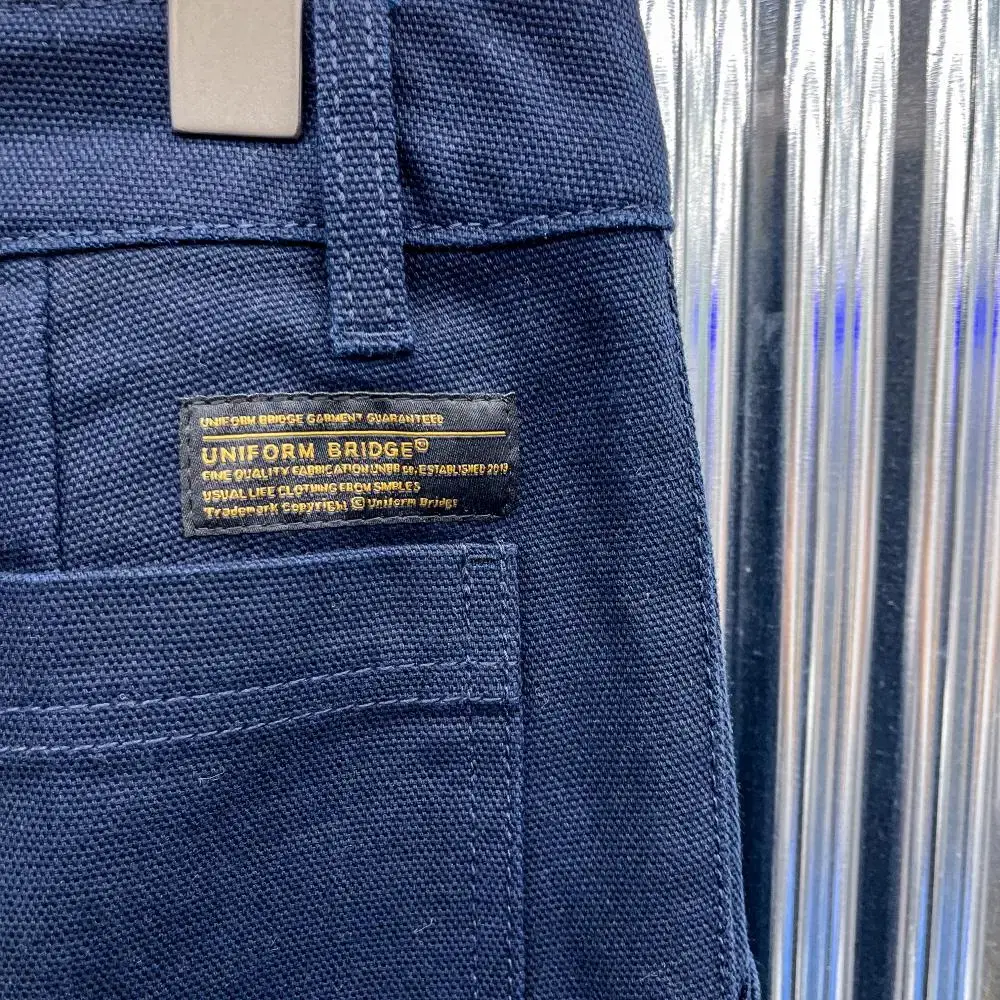 UNIFORM BRIDGE GARMENT GUARANTEED
UNIFORM BRIDGE©
FINE QUALITY FABRICATION UNBR CO. ESTABLISHED 2013
USUAL LIFE CLOTHING FROM SIMPLES
Trademark Copyright © Uniform Bridge